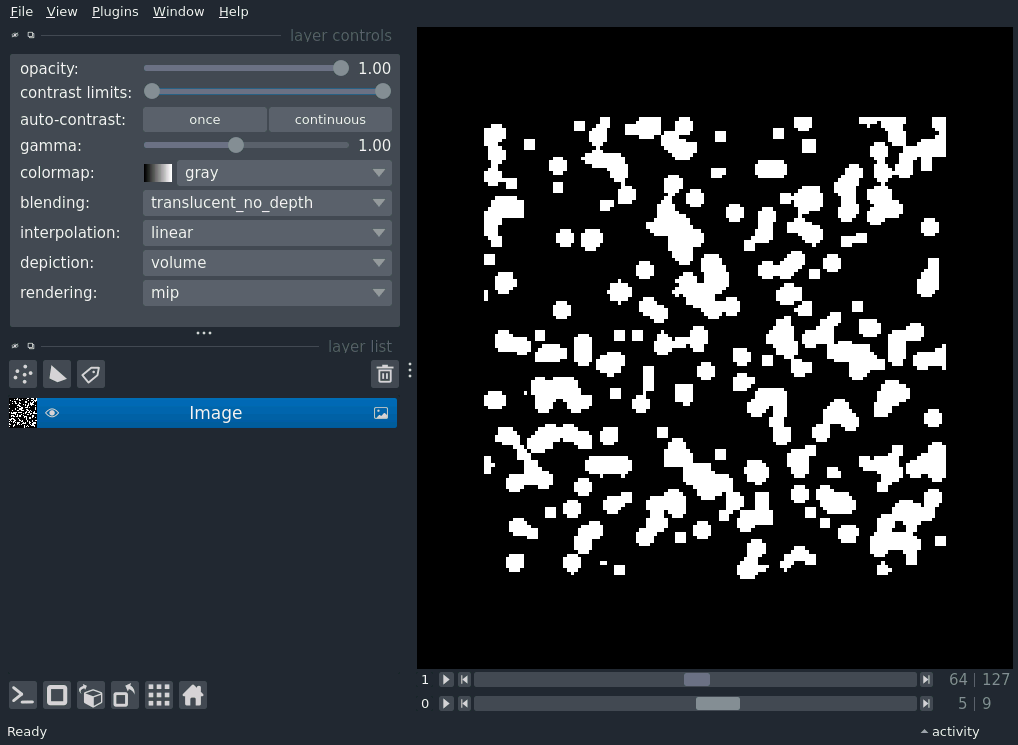 File View Plugins Window Help
layer controls
opacity: 1.00
contrast limits:
auto-contrast: once continuous
gamma: 1.00
colormap: gray
blending: translucent_no_depth
interpolation: linear
depiction: volume
rendering: mip
layer list
Image
1 64 | 127
0 5 | 9
Ready activity